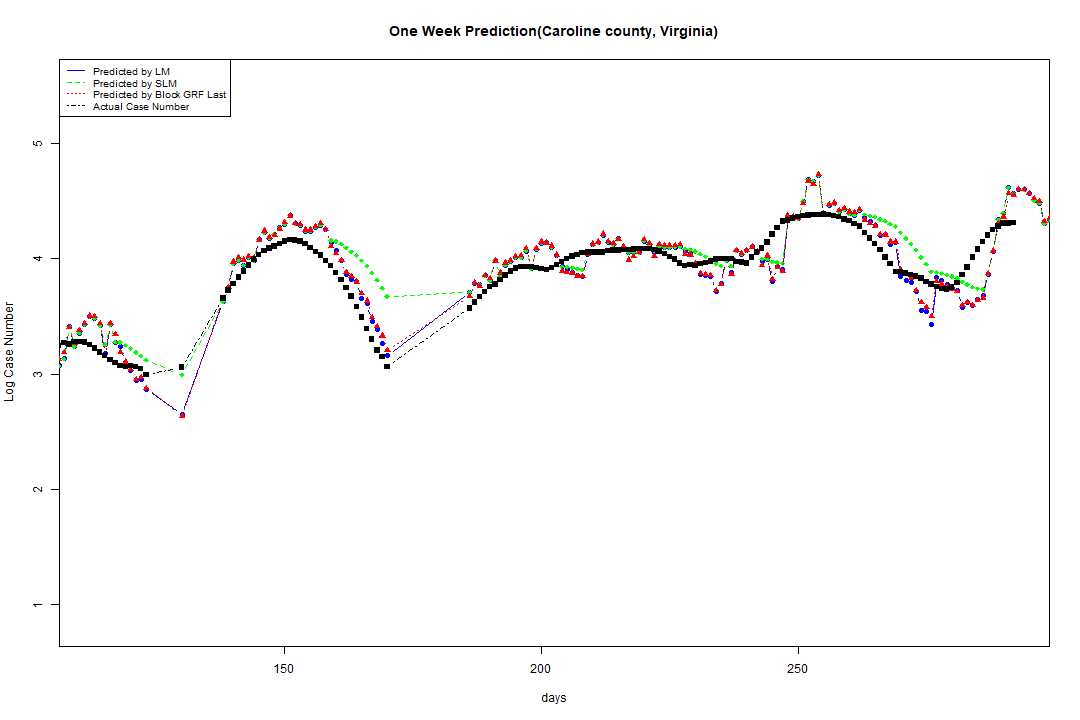 One Week Prediction(Caroline county, Virginia)
Predicted by LM
Predicted by SLM
Predicted by Block GRF Last
Actual Case Number
5
4
3
2
1
Log Case Number
150 200 250
days